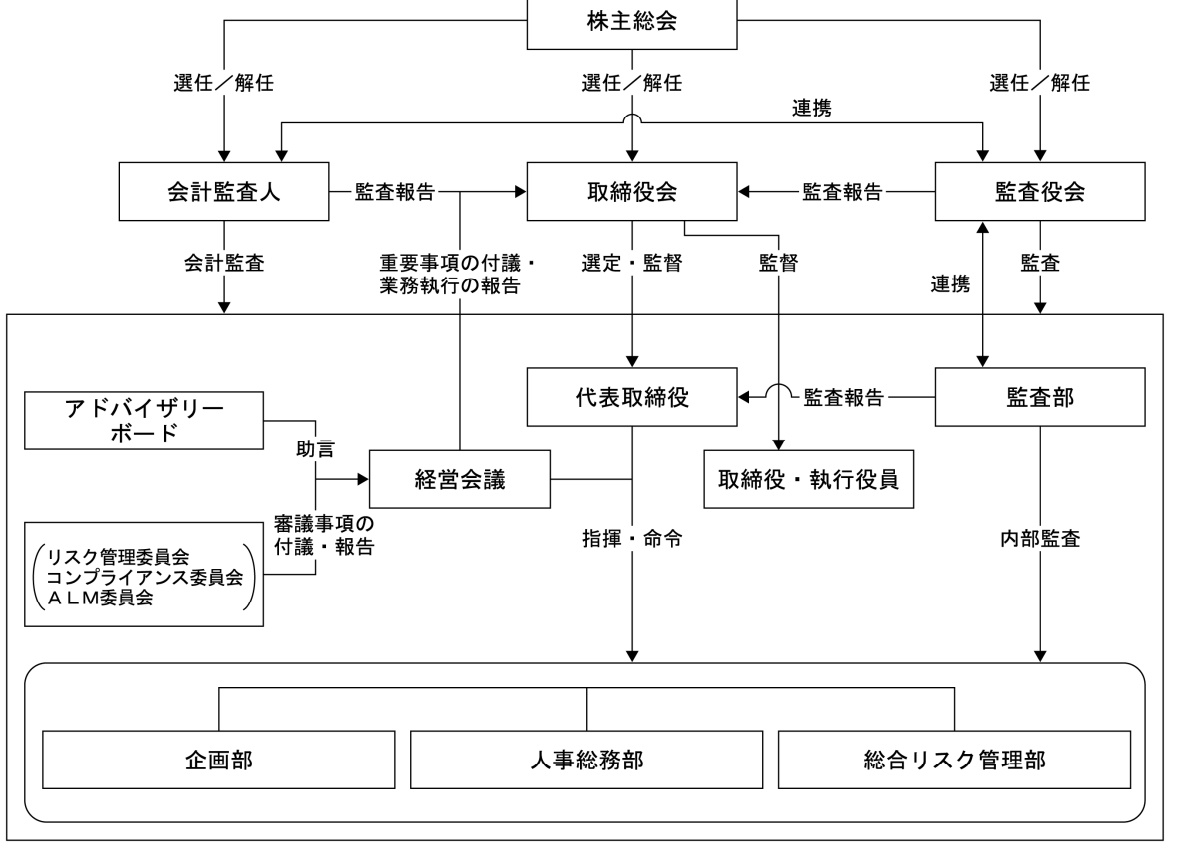 株主総会
選任／解任
選任／解任
選任／解任
連携
会計監査人
監査報告
取締役会
監査報告
監査役会
会計監査
重要事項の付議・
業務執行の報告
選定・監督
監督
連携
監査
アドバイザリー
ボード
代表取締役
監査報告
監査部
助言
経営会議
取締役・執行役員
審議事項の
付議・報告
リスク管理委員会
コンプライアンス委員会
ＡＬＭ委員会
指揮・命令
内部監査
企画部
人事総務部
総合リスク管理部